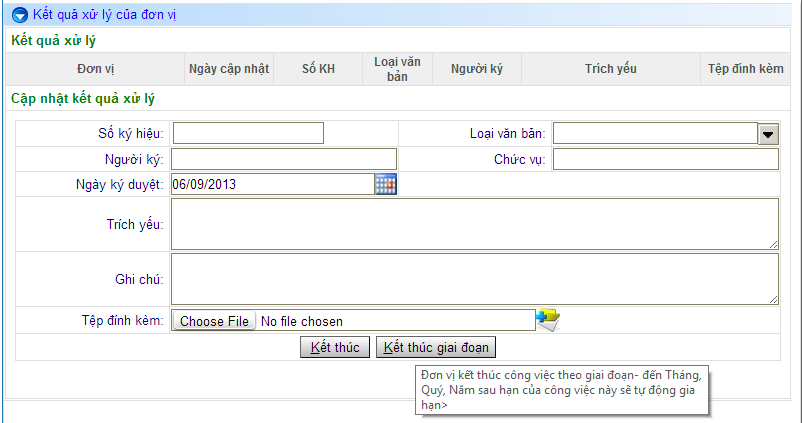 Kết quả xử lý của đơn vị
Kết quả xử lý
Đơn vị Ngày cập nhật Số KH Loại văn bản Người ký Trích yếu Tệp đính kèm
Cập nhật kết quả xử lý
Số ký hiệu: Loại văn bản:
Người ký: Chức vụ:
Ngày ký duyệt: 06/09/2013
Trích yếu:
Ghi chú:
Tệp đính kèm: Choose File No file chosen
Kết thúc Kết thúc giai đoạn
Đơn vị kết thúc công việc theo giai đoạn- đến Tháng,
Quý, Năm sau hạn của công việc này sẽ tự động gia
hạn>